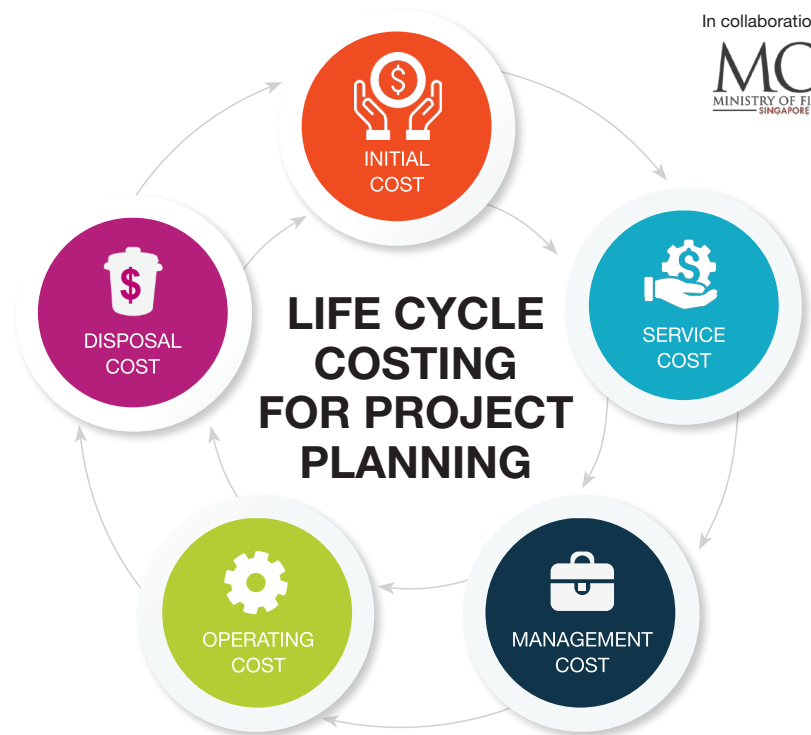 In collaboratio
MINISTRY OF FI
SINGAPORE
INITIAL
COST
SERVICE
COST
DISPOSAL
COST
LIFE CYCLE
COSTING
FOR PROJECT
PLANNING
OPERATING
COST
MANAGEMENT
COST